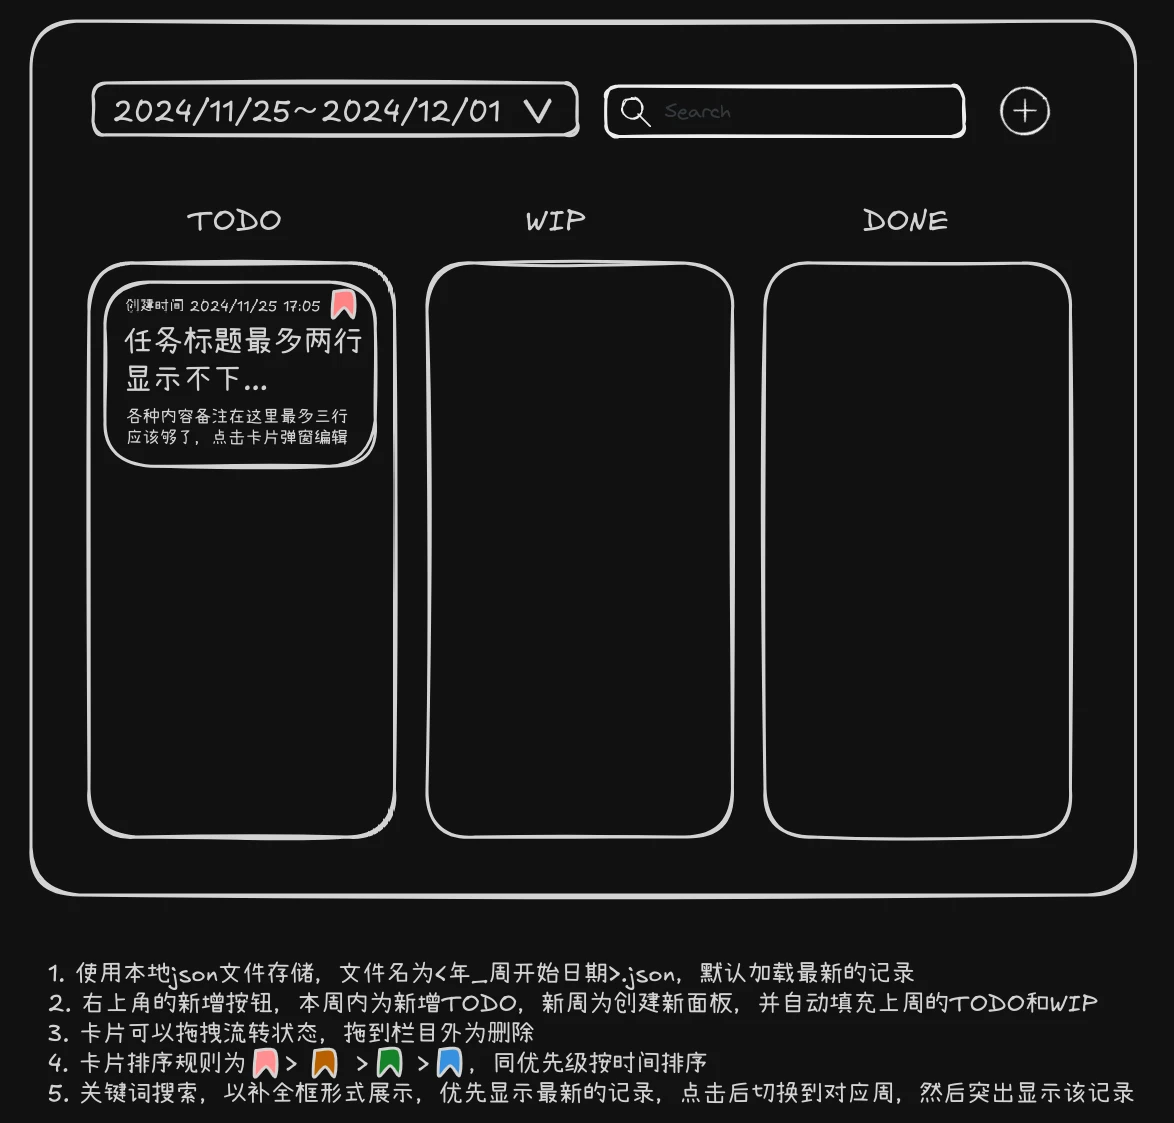 2024/11/25~2024/12/01
Search
TODO
WIP
DONE
创建时间 2024/11/25 17:05
任务标题最多两行
显示不下...
各种内容备注在这里最多三行
应该够了，点击卡片弹窗编辑
1. 使用本地json文件存储，文件名为<年_周开始日期>.json，默认加载最新的记录
2. 右上角的新增按钮，本周内为新增TODO，新周为创建新面板，并自动填充上周的TODO和WIP
3. 卡片可以拖拽流转状态，拖到栏目外为删除
4. 卡片排序规则为 > > > ，同优先级按时间排序
5. 关键词搜索，以补全框形式展示，优先显示最新的记录，点击后切换到对应周，然后突出显示该记录